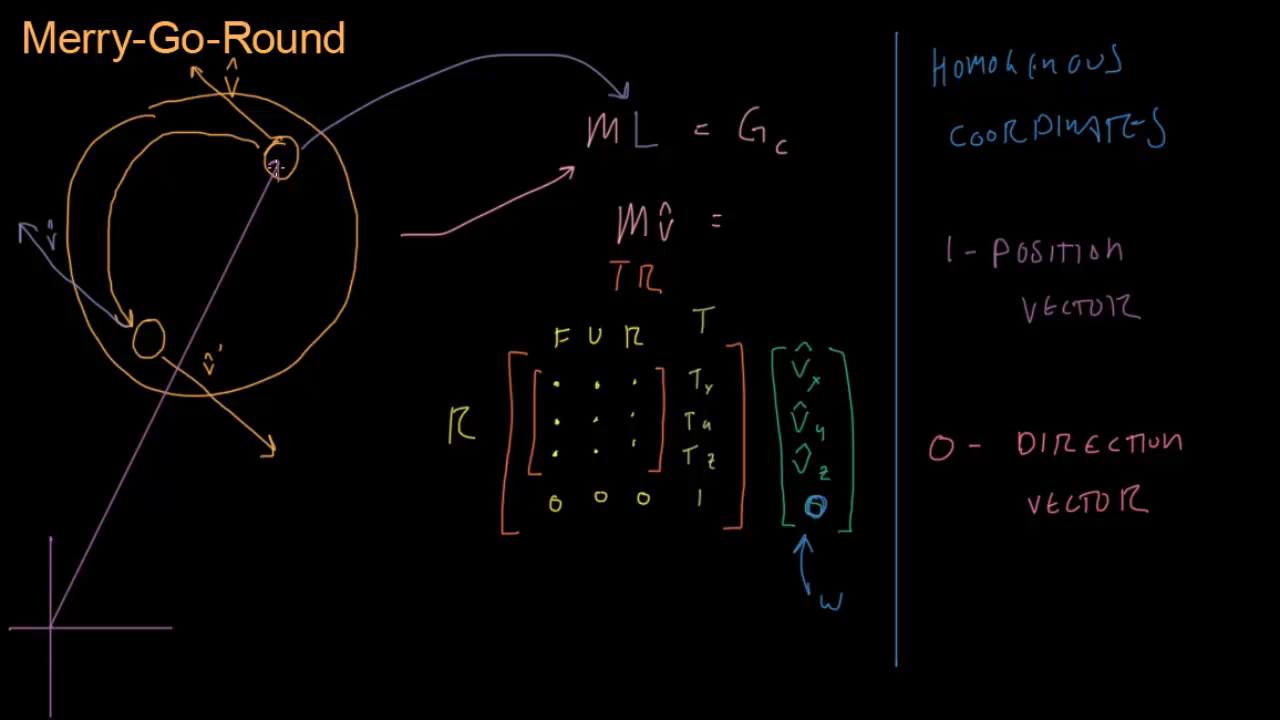 Merry-Go-Round
v̂
v̂
v̂'
ML = Gc
Mv̂ =
TR
F U R T
R
Tx
Ty
Tz
0 0 0 1
v̂x
v̂y
v̂z
0
w
HOMOGENOUS
COORDINATES
1 - POSITION
VECTOR
0 - DIRECTION
VECTOR